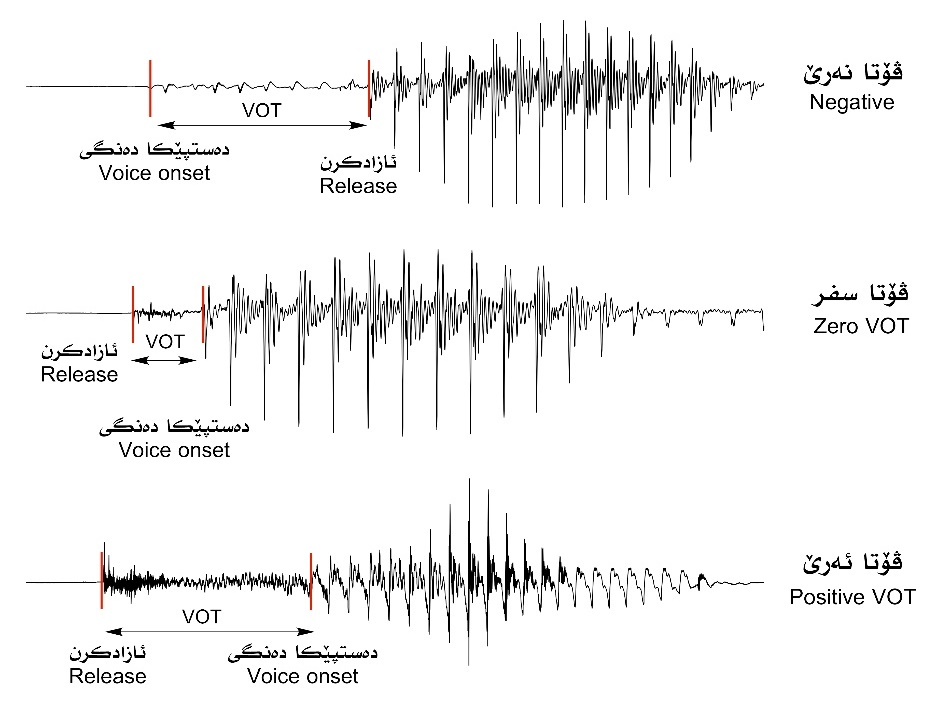 ڤۆتا نەرێ
Negative
VOT
دەستپێکا دەنگی
Voice onset
ئازادکرن
Release
ڤۆتا سفر
Zero VOT
VOT
ئازادکرن
Release
دەستپێکا دەنگی
Voice onset
ڤۆتا ئەرێ
Positive VOT
VOT
ئازادکرن
Release
دەستپێکا دەنگی
Voice onset